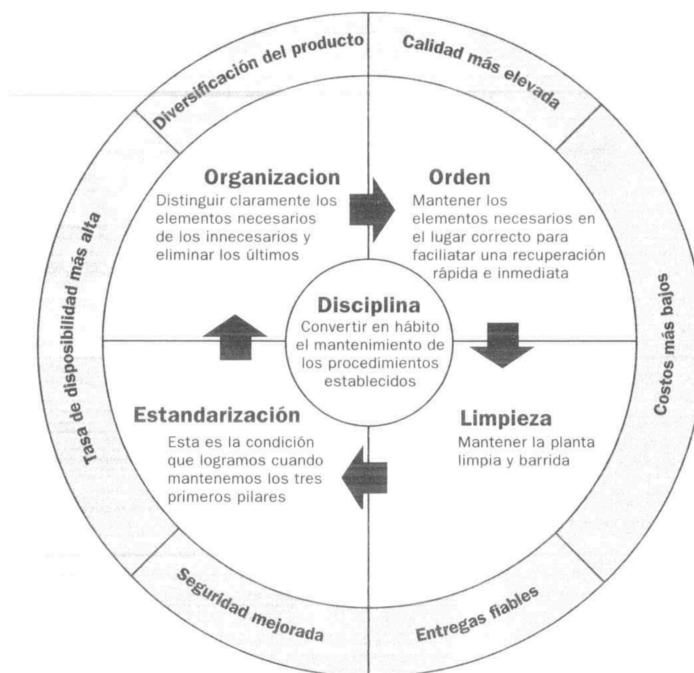 Diversificación del producto
Calidad más elevada
Costos más bajos
Entregas fiables
Seguridad mejorada
Tasa de disposibilidad más alta
Organizacion
Distinguir claramente los
elementos necesarios
de los innecesarios y
eliminar los últimos
Orden
Mantener los
elementos necesarios en
el lugar correcto para
faciliatar una recuperación
rápida e inmediata
Disciplina
Convertir en hábito
el mantenimiento de
los procedimientos
establecidos
Limpieza
Mantener la planta
limpia y barrida
Estandarización
Esta es la condición
que logramos cuando
mantenemos los tres
primeros pilares